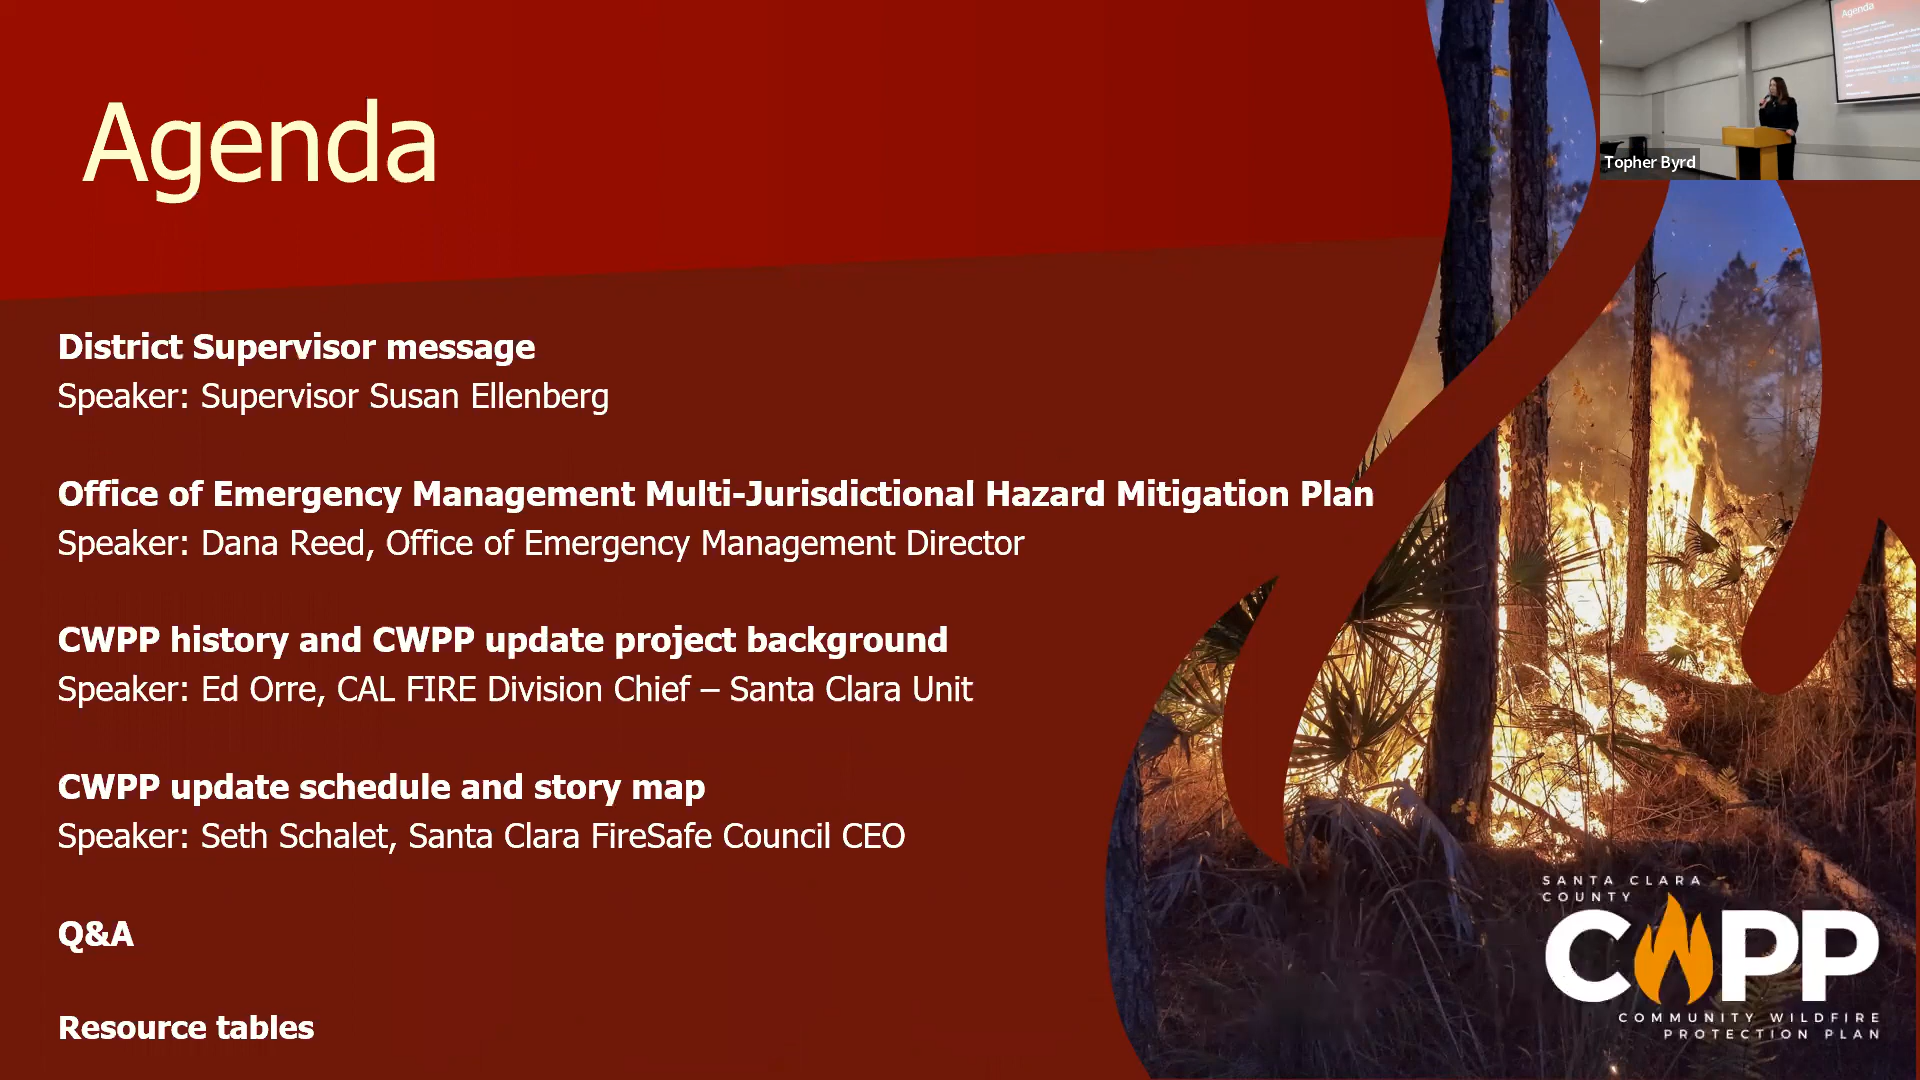 Agenda
District Supervisor message
Speaker: Supervisor Susan Ellenberg
Office of Emergency Management Multi-Jurisdictional Hazard Mitigation Plan
Speaker: Dana Reed, Office of Emergency Management Director
CWPP history and CWPP update project background
Speaker: Ed Orre, CAL FIRE Division Chief – Santa Clara Unit
CWPP update schedule and story map
Speaker: Seth Schalet, Santa Clara FireSafe Council CEO
Q&A
Resource tables
Agenda
Topher Byrd
SANTA CLARA
COUNTY
CWPP
COMMUNITY WILDFIRE
PROTECTION PLAN